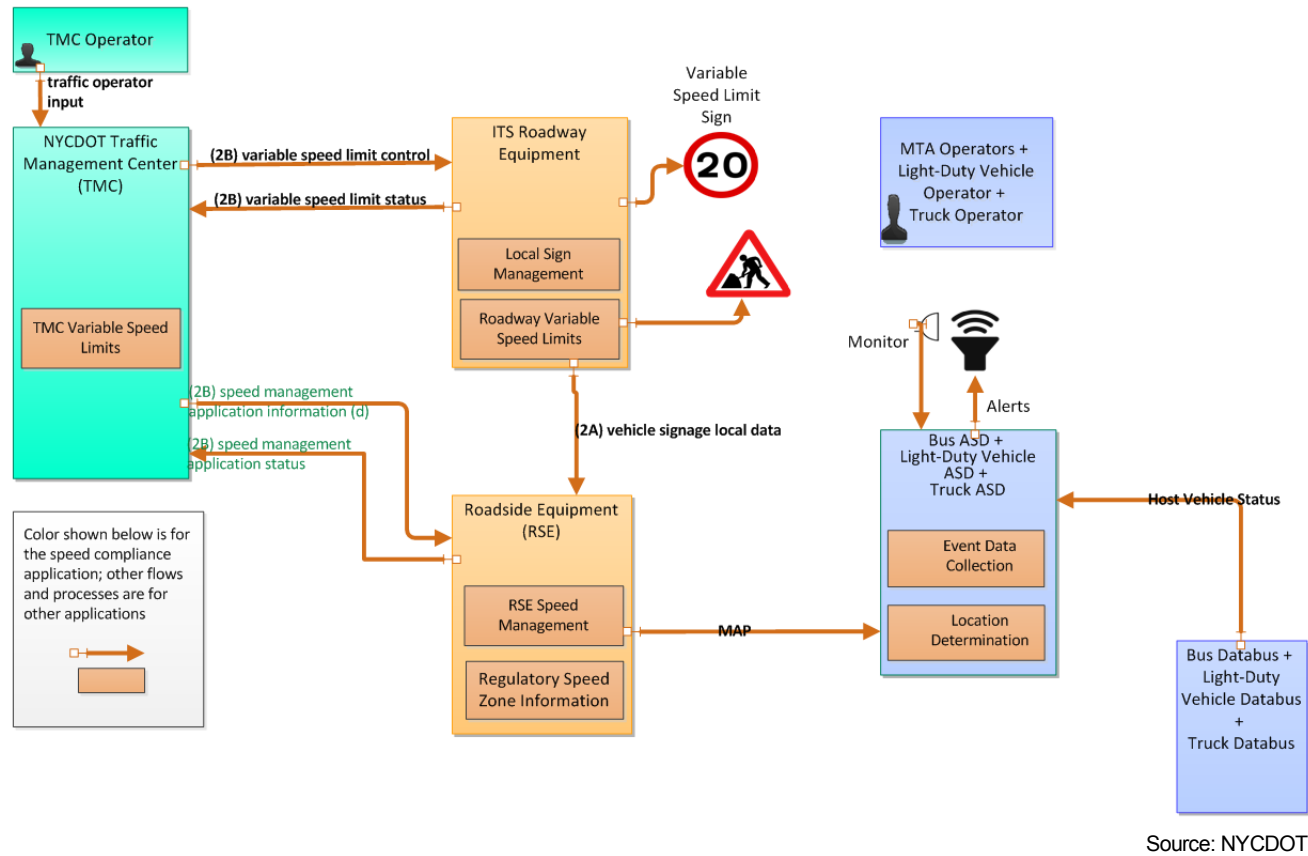 TMC Operator
traffic operator
input
NYCDOT Traffic
Management Center
(TMC)
TMC Variable Speed
Limits
(2B) variable speed limit control
(2B) variable speed limit status
ITS Roadway
Equipment
Local Sign
Management
Roadway Variable
Speed Limits
Variable
Speed Limit
Sign
20
MTA Operators +
Light-Duty Vehicle
Operator +
Truck Operator
Monitor
Alerts
(2B) speed management
application information (d)
(2B) speed management
application status
(2A) vehicle signage local data
Bus ASD +
Light-Duty Vehicle
ASD +
Truck ASD
Event Data
Collection
Location
Determination
Host Vehicle Status
Color shown below is for
the speed compliance
application; other flows
and processes are for
other applications
Roadside Equipment
(RSE)
RSE Speed
Management
Regulatory Speed
Zone Information
MAP
Bus Databus +
Light-Duty
Vehicle Databus
+
Truck Databus
Source: NYCDOT